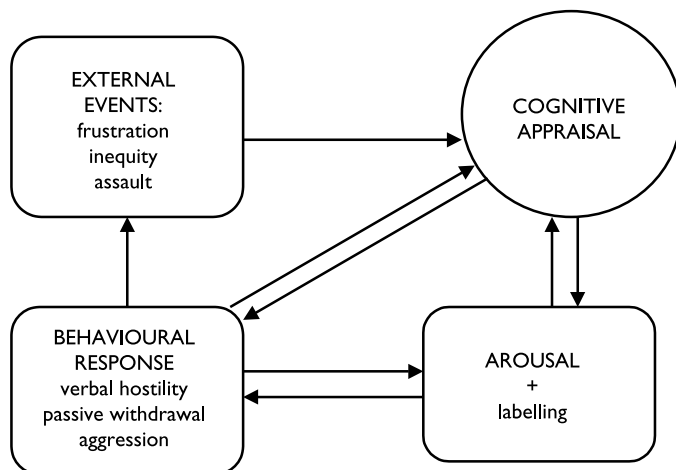 EXTERNAL
EVENTS:
frustration
inequity
assault
COGNITIVE
APPRAISAL
BEHAVIOURAL
RESPONSE
verbal hostility
passive withdrawal
aggression
AROUSAL
+
labelling